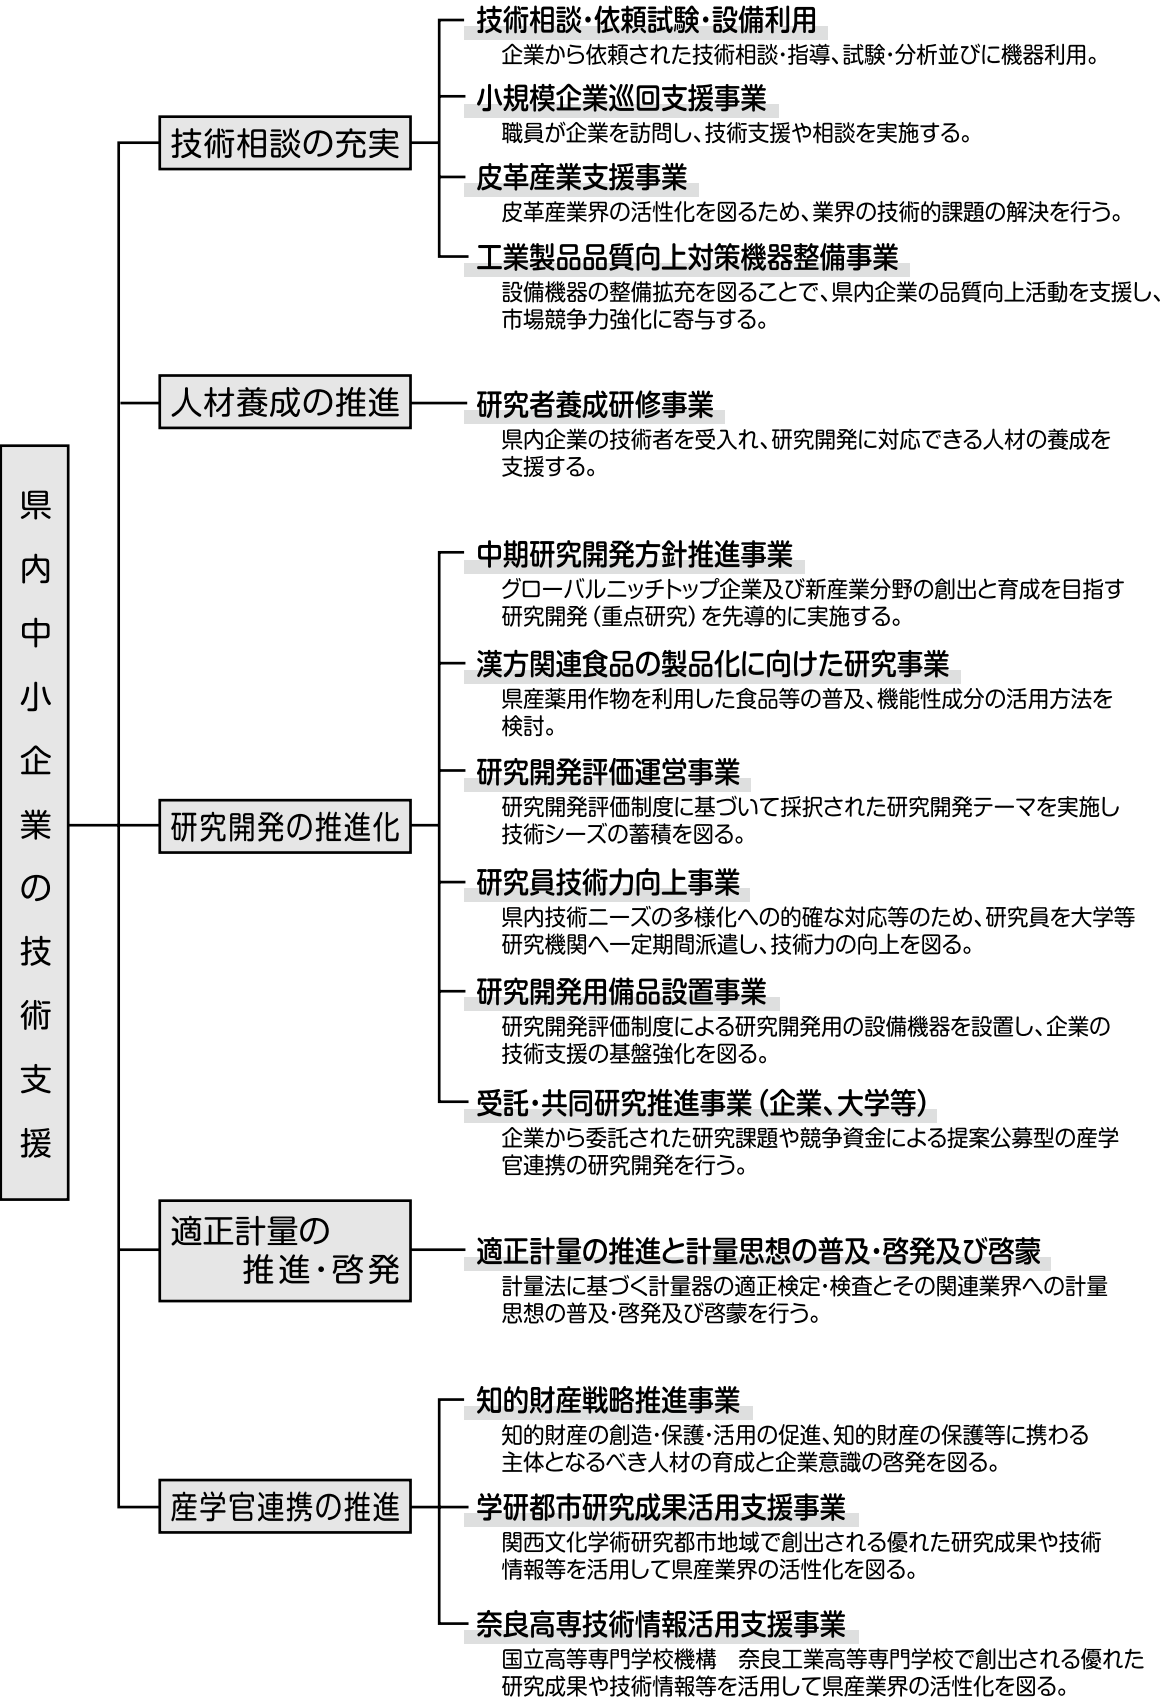 県内中小企業の技術支援
技術相談の充実
技術相談・依頼試験・設備利用
企業から依頼された技術相談・指導、試験・分析並びに機器利用。
小規模企業巡回支援事業
職員が企業を訪問し、技術支援や相談を実施する。
皮革産業支援事業
皮革産業界の活性化を図るため、業界の技術的課題の解決を行う。
工業製品品質向上対策機器整備事業
設備機器の整備拡充を図ることで、県内企業の品質向上活動を支援し、
市場競争力強化に寄与する。
人材養成の推進
研究者養成研修事業
県内企業の技術者を受入れ、研究開発に対応できる人材の養成を
支援する。
研究開発の推進化
中期研究開発方針推進事業
グローバルニッチトップ企業及び新産業分野の創出と育成を目指す
研究開発（重点研究）を先導的に実施する。
漢方関連食品の製品化に向けた研究事業
県産薬用作物を利用した食品等の普及、機能性成分の活用方法を
検討。
研究開発評価運営事業
研究開発評価制度に基づいて採択された研究開発テーマを実施し
技術シーズの蓄積を図る。
研究員技術力向上事業
県内技術ニーズの多様化への的確な対応等のため、研究員を大学等
研究機関へ一定期間派遣し、技術力の向上を図る。
研究開発用備品設置事業
研究開発評価制度による研究開発用の設備機器を設置し、企業の
技術支援の基盤強化を図る。
受託・共同研究推進事業（企業、大学等）
企業から委託された研究課題や競争資金による提案公募型の産学
官連携の研究開発を行う。
適正計量の
推進・啓発
適正計量の推進と計量思想の普及・啓発及び啓蒙
計量法に基づく計量器の適正検定・検査とその関連業界への計量
思想の普及・啓発及び啓蒙を行う。
産学官連携の推進
知的財産戦略推進事業
知的財産の創造・保護・活用の促進、知的財産の保護等に携わる
主体となるべき人材の育成と企業意識の啓発を図る。
学研都市研究成果活用支援事業
関西文化学術研究都市地域で創出される優れた研究成果や技術
情報等を活用して県産業界の活性化を図る。
奈良高専技術情報活用支援事業
国立高等専門学校機構　奈良工業高等専門学校で創出される優れた
研究成果や技術情報等を活用して県産業界の活性化を図る。